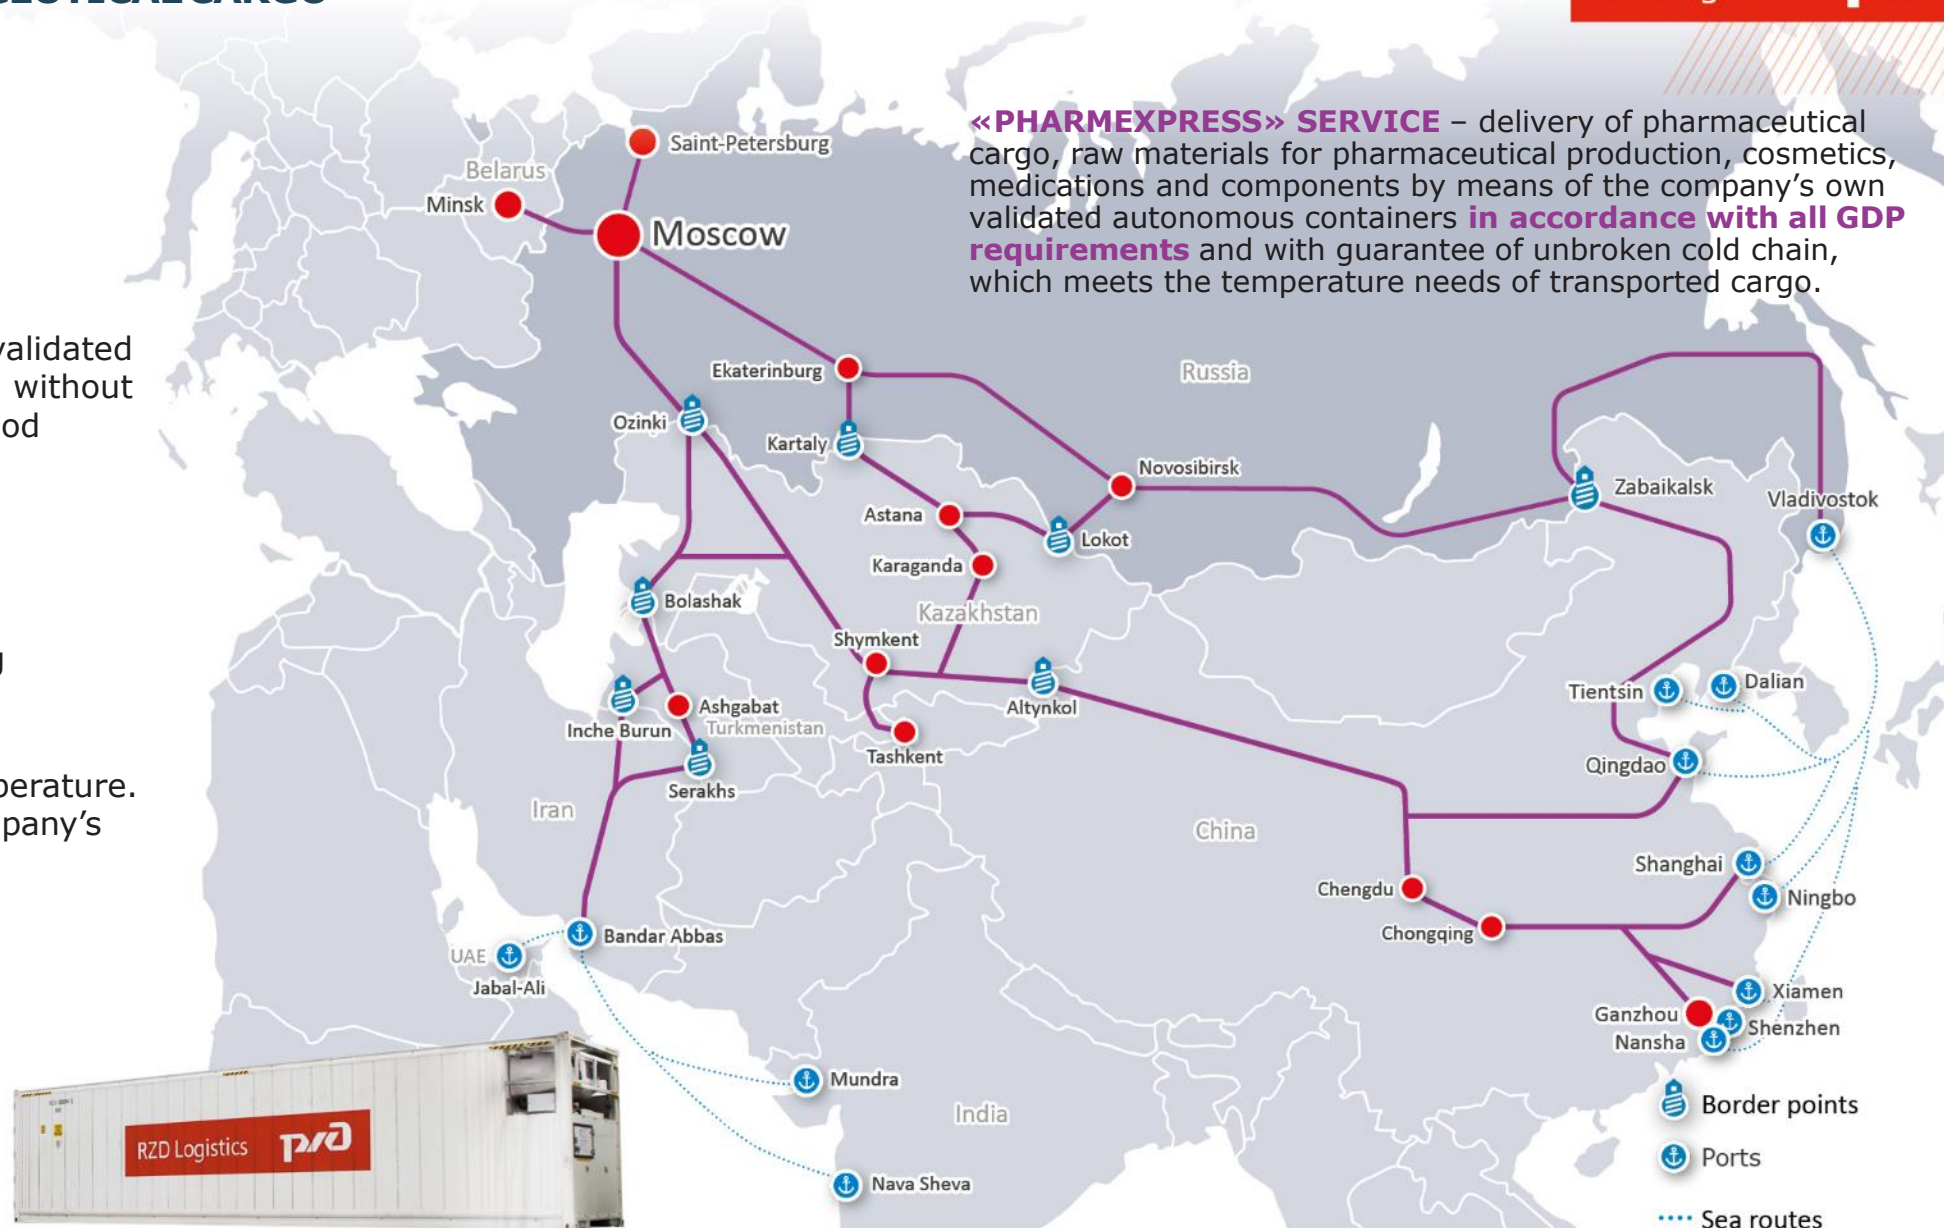 CARGO
«PHARMEXPRESS» SERVICE – delivery of pharmaceutical
cargo, raw materials for pharmaceutical production, cosmetics,
medications and components by means of the company’s own
validated autonomous containers in accordance with all GDP
requirements and with guarantee of unbroken cold chain,
which meets the temperature needs of transported cargo.
validated
without
Saint-Petersburg
Belarus
Minsk
Moscow
Ekaterinburg
Russia
Ozinki
Kartaly
Novosibirsk
Zabaikalsk
Vladivostok
Astana
Lokot
Karaganda
Kazakhstan
Bolashak
Shymkent
Altynkol
Tientsin
Dalian
Ashgabat
Turkmenistan
Inche Burun
Tashkent
Qingdao
Serakhs
Iran
China
Shanghai
Ningbo
Chengdu
Chongqing
Bandar Abbas
UAE
Jabal-Ali
Xiamen
Ganzhou
Shenzhen
Nansha
Mundra
India
Nava Sheva
RZD Logistics
Border points
Ports
Sea routes